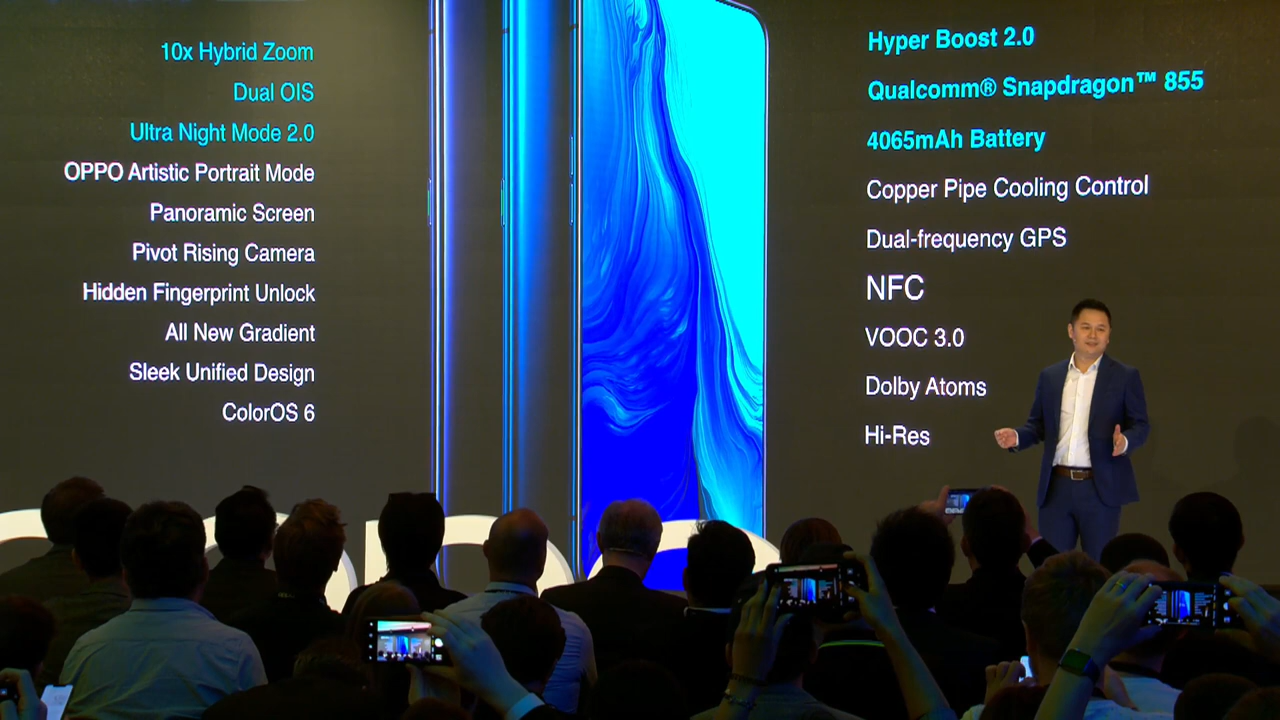 10x Hybrid Zoom
Dual OIS
Ultra Night Mode 2.0
OPPO Artistic Portrait Mode
Panoramic Screen
Pivot Rising Camera
Hidden Fingerprint Unlock
All New Gradient
Sleek Unified Design
ColorOS 6
Hyper Boost 2.0
Qualcomm® Snapdragon™ 855
4065mAh Battery
Copper Pipe Cooling Control
Dual-frequency GPS
NFC
VOOC 3.0
Dolby Atoms
Hi-Res